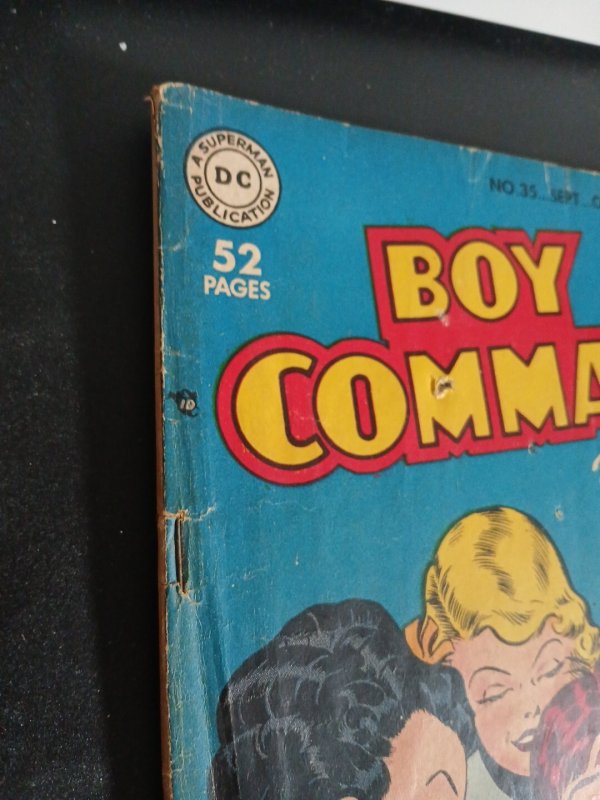 A SUPERMAN
DC
PUBLICATION
52
PAGES
NO. 35...SEPT...
BOY
COMMA